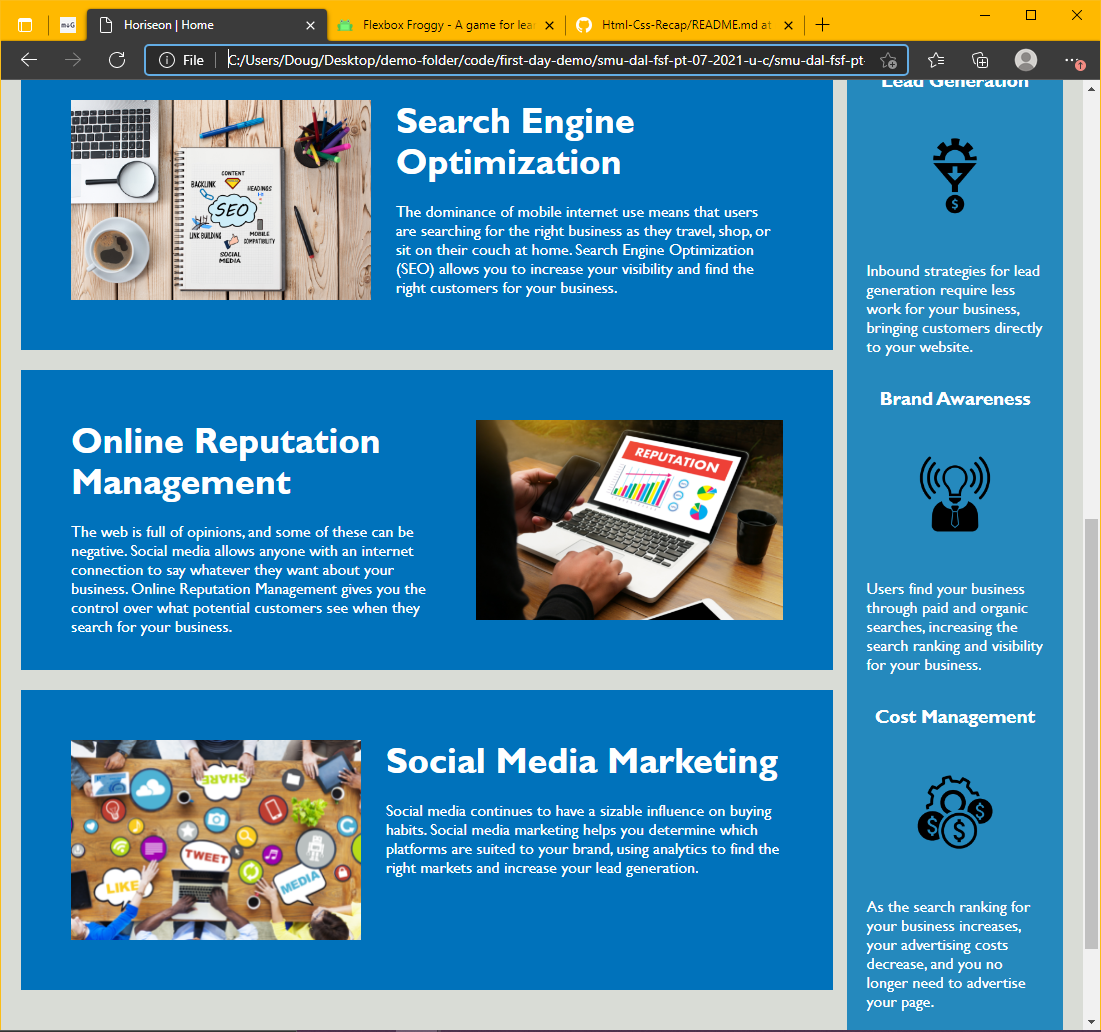 Horiseon | Home
Flexbox Froggy - A game for lea
Html-Css-Recap/README.md at
File
C:/Users/Doug/Desktop/demo-folder/code/first-day-demo/smu-dal-fsf-pt-07-2021-u-c/smu-dal-fsf-pt-
CONTENT
BACKLINK
HEADINGS
SEO
LINK BUILDING
MOBILE
COMPATIBILITY
SOCIAL
MEDIA
Search Engine
Optimization
The dominance of mobile internet use means that users
are searching for the right business as they travel, shop, or
sit on their couch at home. Search Engine Optimization
(SEO) allows you to increase your visibility and find the
right customers for your business.
Online Reputation
Management
The web is full of opinions, and some of these can be
negative. Social media allows anyone with an internet
connection to say whatever they want about your
business. Online Reputation Management gives you the
control over what potential customers see when they
search for your business.
REPUTATION
SHARE
TWEET
LIKE
MEDIA
Social Media Marketing
Social media continues to have a sizable influence on buying
habits. Social media marketing helps you determine which
platforms are suited to your brand, using analytics to find the
right markets and increase your lead generation.
Lead Generation
$
Inbound strategies for lead
generation require less
work for your business,
bringing customers directly
to your website.
Brand Awareness
Users find your business
through paid and organic
searches, increasing the
search ranking and visibility
for your business.
Cost Management
$ $ $
As the search ranking for
your business increases,
your advertising costs
decrease, and you no
longer need to advertise
your page.